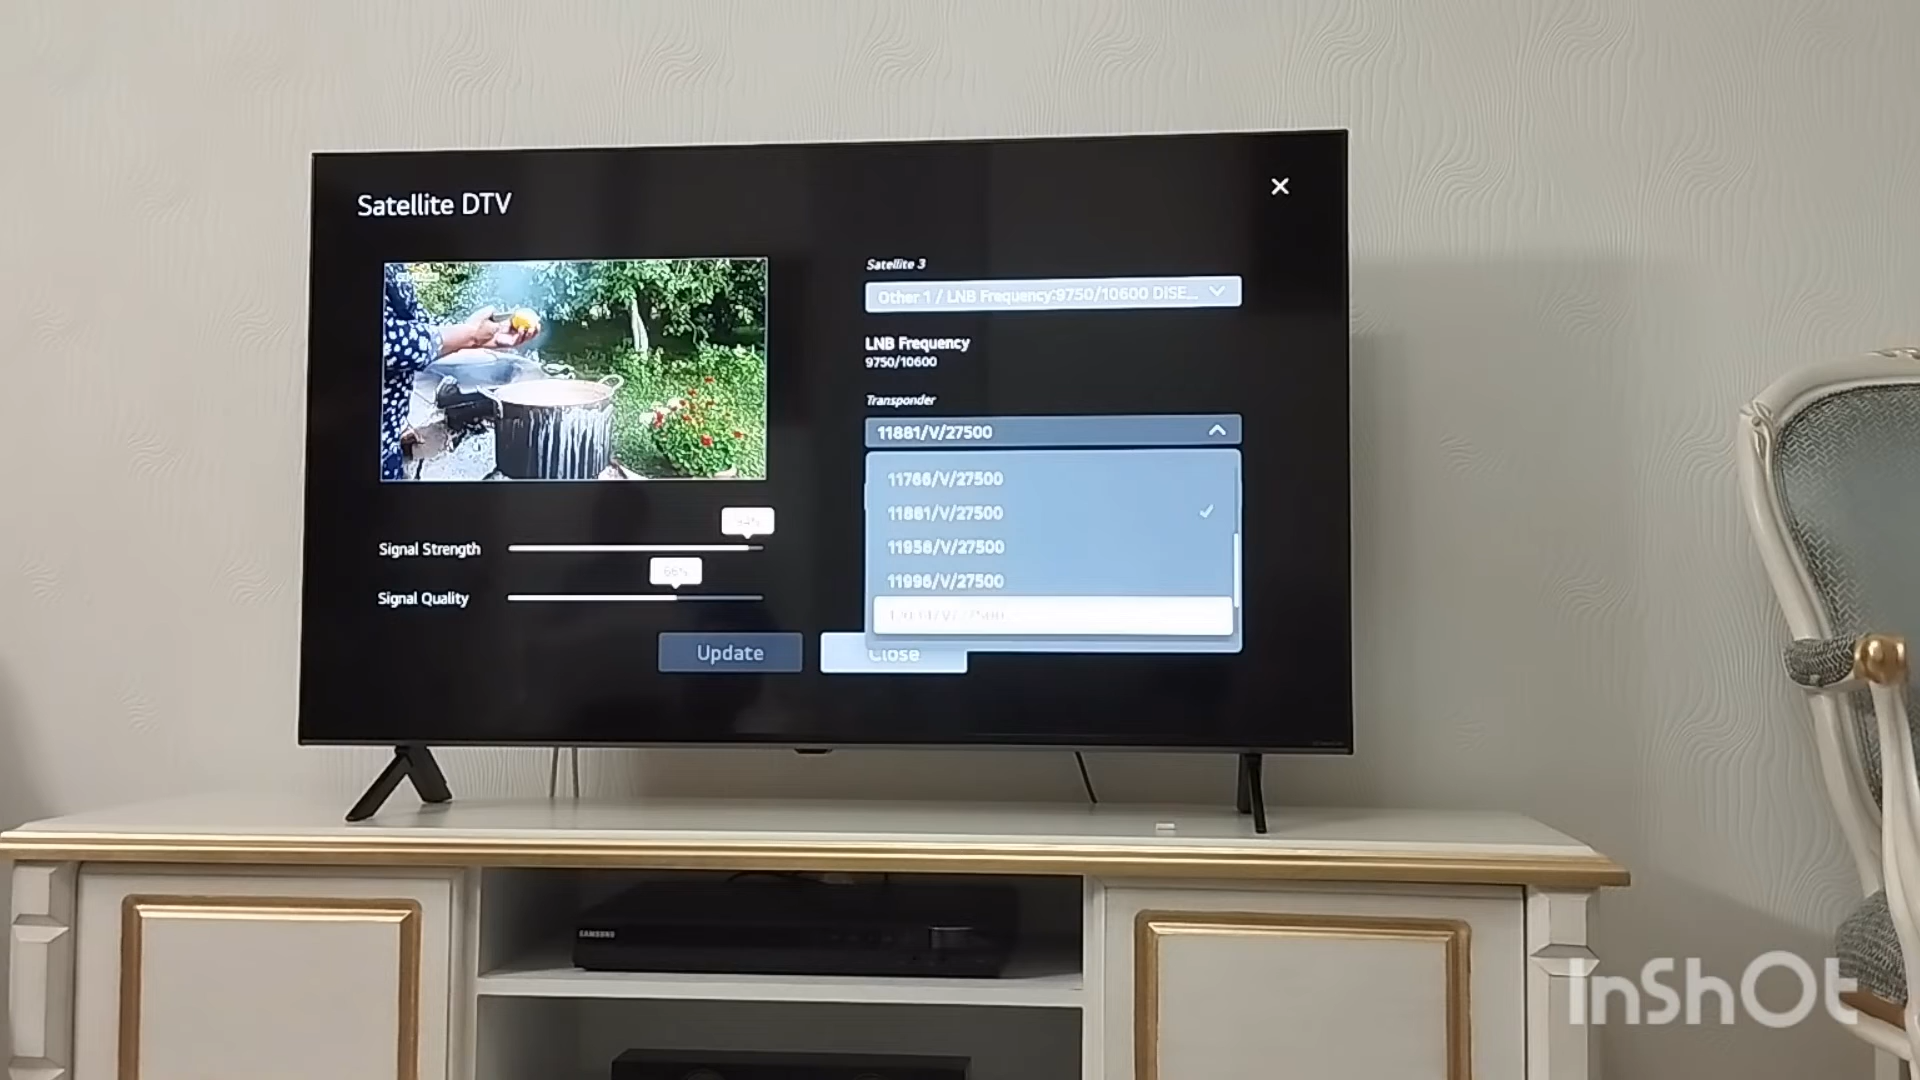 Satellite DTV
Satellite 3
Other 1 / LNB Frequency:9750/10600 DISE...
LNB Frequency
9750/10600
Transponder
11881/V/27500
11766/V/27500
11881/V/27500
11958/V/27500
11996/V/27500
Signal Strength
66%
Signal Quality
Update
Close
SAMSUNG
InShOt